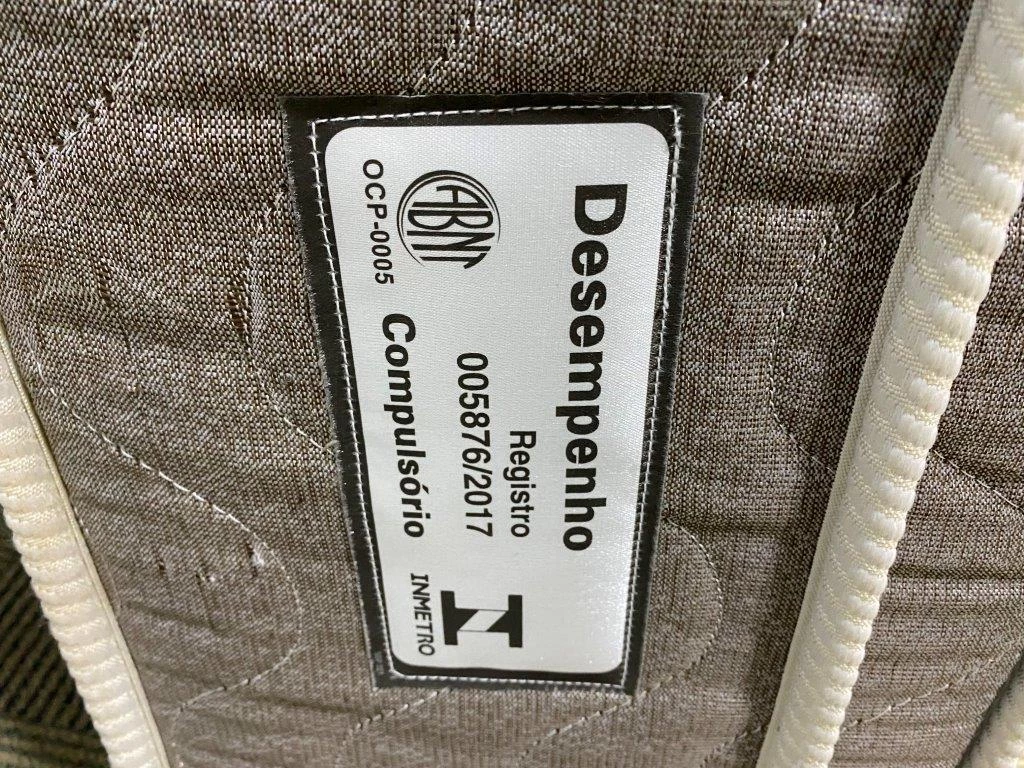 Desempenho
Registro
005876/2017
ABNT
OCP-0005
Compulsório
INMETRO